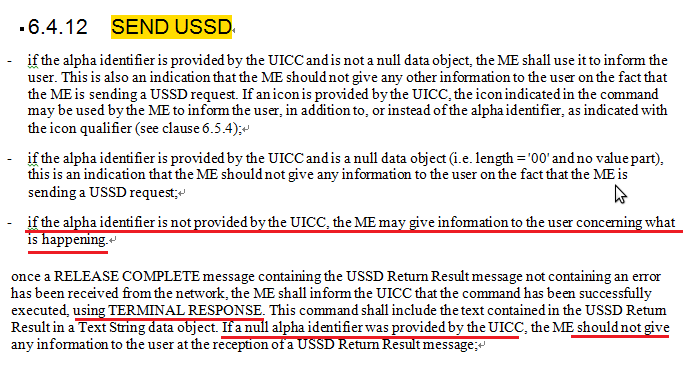 6.4.12 SEND USSD
- if the alpha identifier is provided by the UICC and is not a null data object, the ME shall use it to inform the
user. This is also an indication that the ME should not give any other information to the user on the fact that
the ME is sending a USSD request. If an icon is provided by the UICC, the icon indicated in the command
may be used by the ME to inform the user, in addition to, or instead of the alpha identifier, as indicated with
the icon qualifier (see clause 6.5.4);
- if the alpha identifier is provided by the UICC and is a null data object (i.e. length = '00' and no value part),
this is an indication that the ME should not give any information to the user on the fact that the ME is
sending a USSD request;
- if the alpha identifier is not provided by the UICC, the ME may give information to the user concerning what
is happening.
once a RELEASE COMPLETE message containing the USSD Return Result message not containing an error
has been received from the network, the ME shall inform the UICC that the command has been successfully
executed, using TERMINAL RESPONSE. This command shall include the text contained in the USSD Return
Result in a Text String data object. If a null alpha identifier was provided by the UICC, the ME should not give
any information to the user at the reception of a USSD Return Result message;